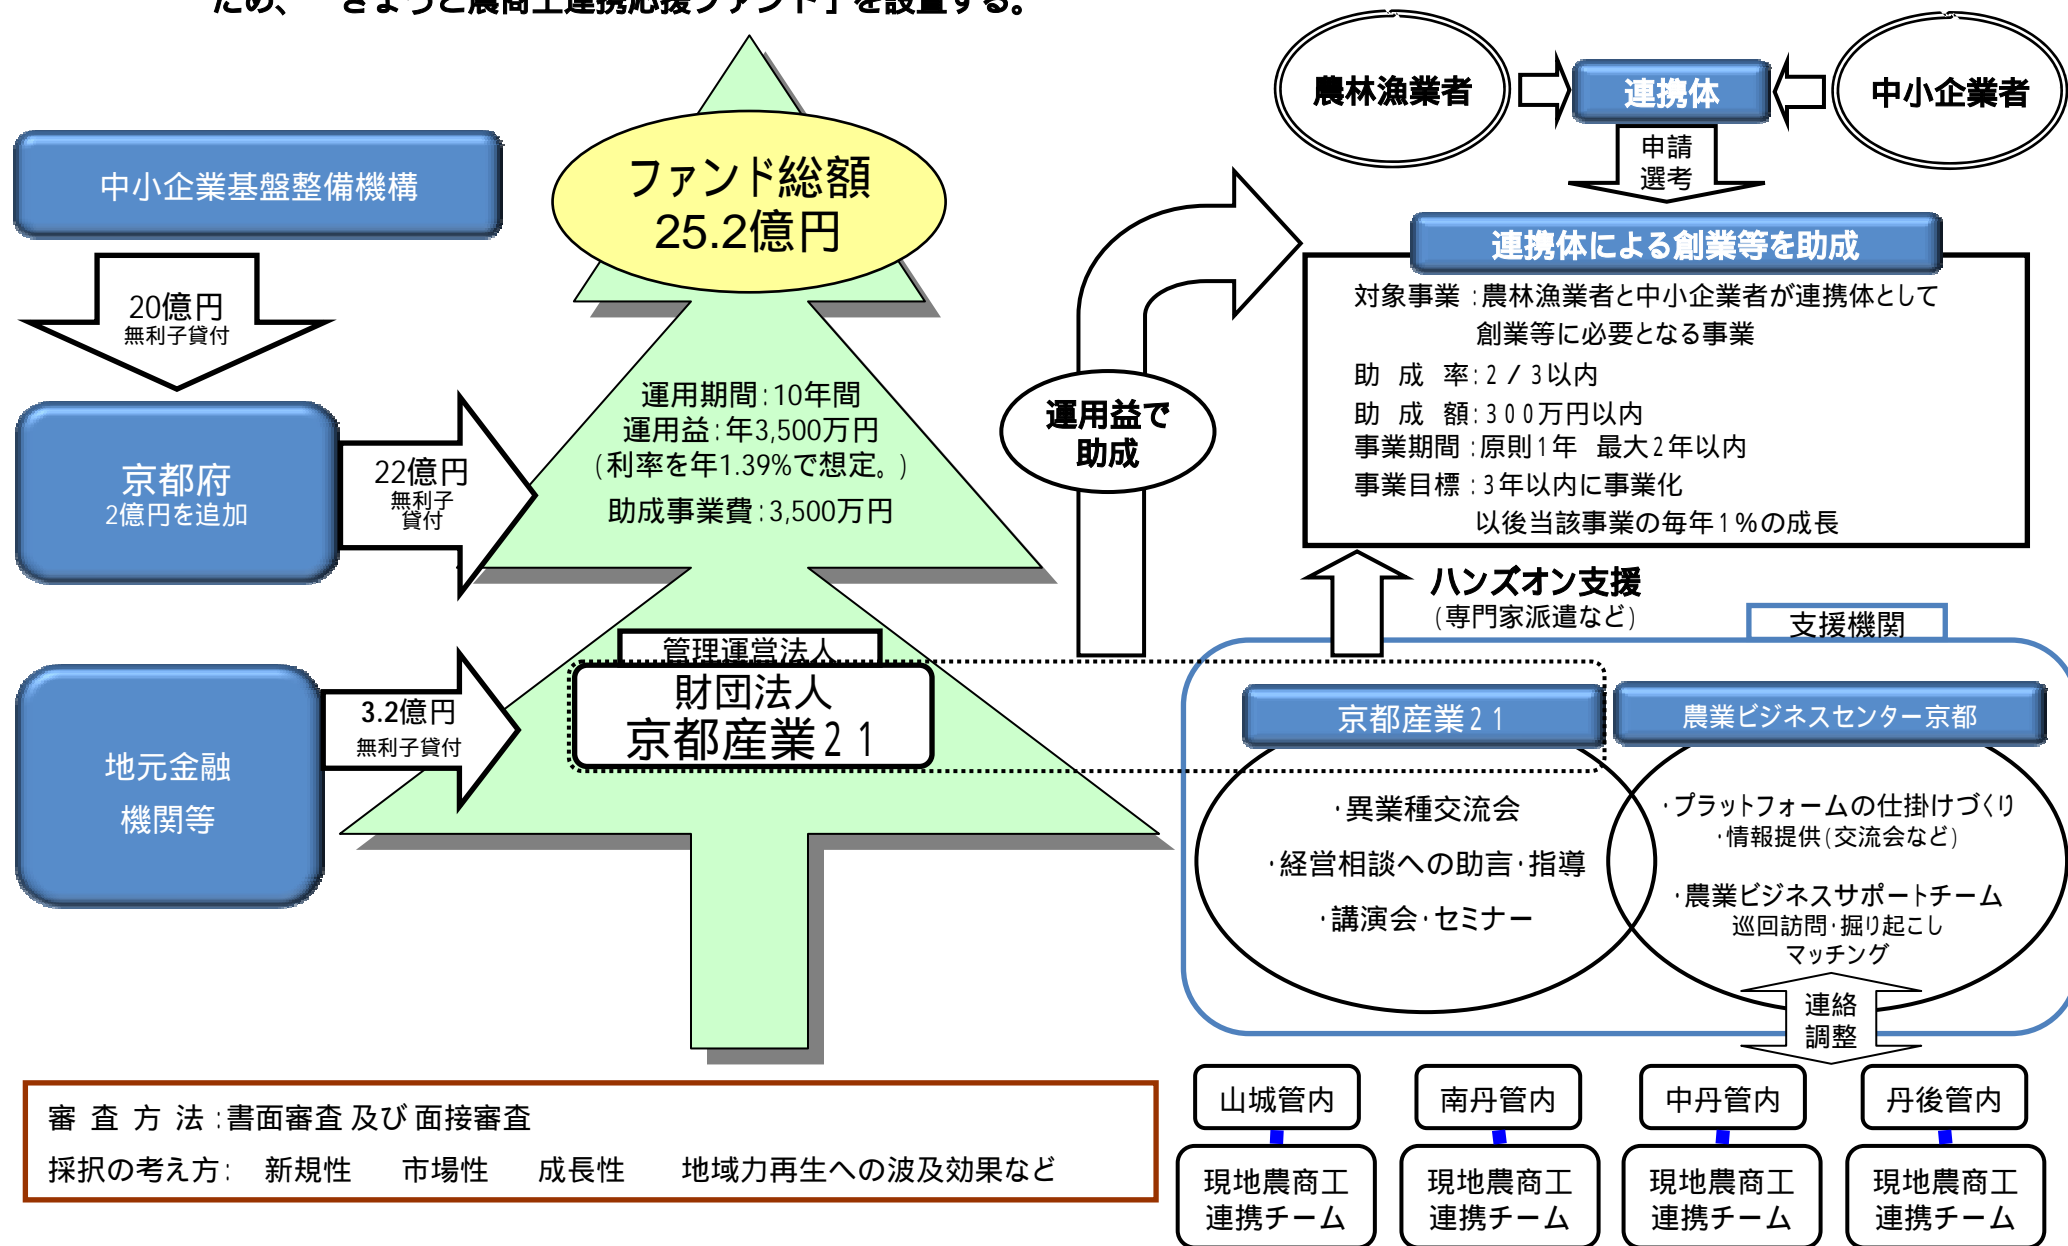 ため、「きょうと農商工連携応援ファンド」を設置する。
農林漁業者
連携体
中小企業者
申請
選考
中小企業基盤整備機構
ファンド総額
25.2億円
20億円
無利子貸付
連携体による創業等を助成
対象事業:農林漁業者と中小企業者が連携体として
創業等に必要となる事業
助 成 率:2/3以内
助 成 額:300万円以内
事業期間:原則1年 最大2年以内
事業目標:3年以内に事業化
以後当該事業の毎年1%の成長
京都府
2億円を追加
22億円
無利子
貸付
運用期間:10年間
運用益:年3,500万円
(利率を年1.39%で想定。)
助成事業費:3,500万円
運用益で
助成
ハンズオン支援
(専門家派遣など)
支援機関
地元金融
機関等
3.2億円
無利子貸付
管理運営法人
財団法人
京都産業21
京都産業21
・異業種交流会
・経営相談への助言・指導
・講演会・セミナー
農業ビジネスセンター京都
・プラットフォームの仕掛けづくり
・情報提供(交流会など)
・農業ビジネスサポートチーム
巡回訪問・掘り起こし
マッチング
連絡
調整
審 査 方 法:書面審査 及び 面接審査
採択の考え方: 新規性 市場性 成長性 地域力再生への波及効果など
山城管内
南丹管内
中丹管内
丹後管内
現地農商工
連携チーム
現地農商工
連携チーム
現地農商工
連携チーム
現地農商工
連携チーム